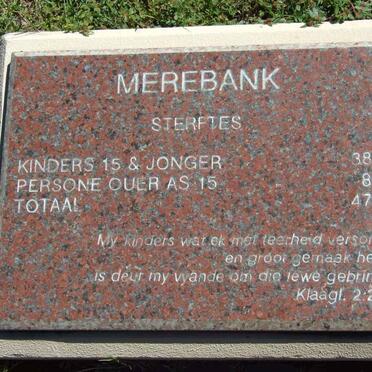 MEREBANK
STERFTES
KINDERS 15 & JONGER 38
PERSONE OUER AS 15 8
TOTAAL 47
My kinders wat ek met teerheid versor
en groot gemaak he
is deur my vyande om die lewe gebrin
Klaagl. 2:2